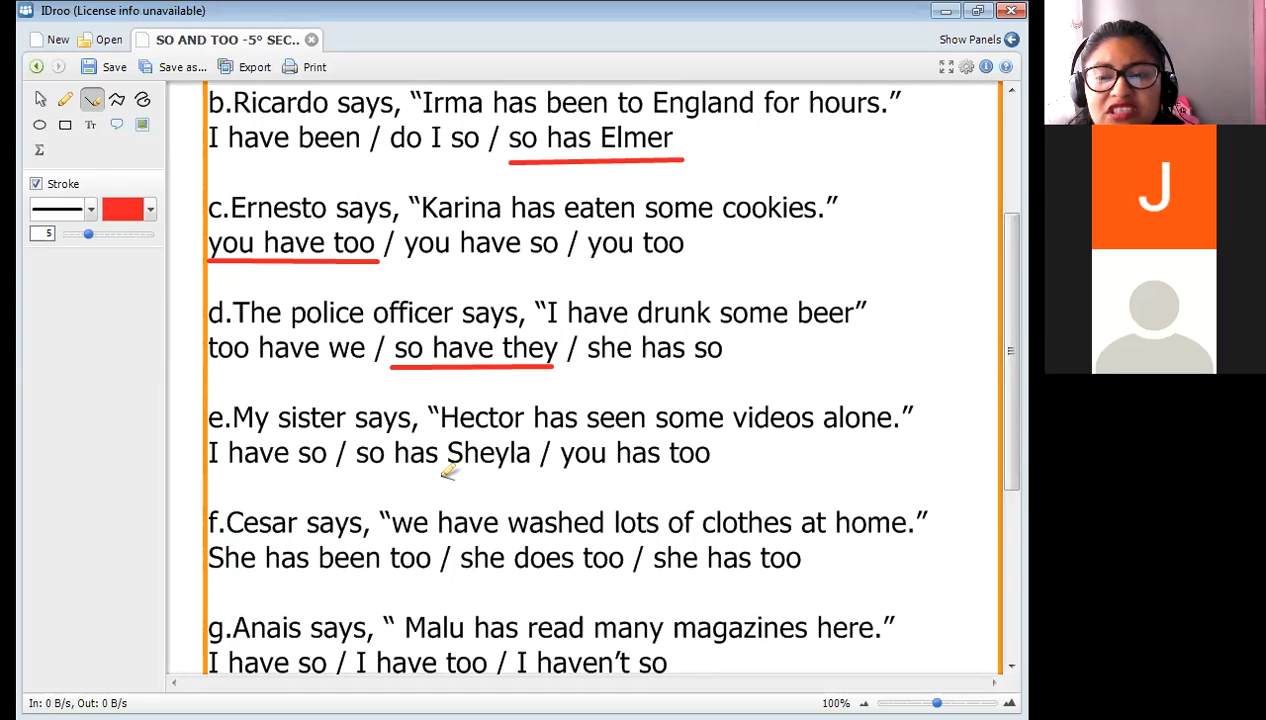 IDroo (License info unavailable)
New Open SO AND TOO -5º SEC.. Show Panels
Save Save as... Export Print
Tr
Σ
Stroke
5
b.Ricardo says, “Irma has been to England for hours.”
I have been / do I so / so has Elmer
c.Ernesto says, “Karina has eaten some cookies.”
you have too / you have so / you too
d.The police officer says, “I have drunk some beer”
too have we / so have they / she has so
e.My sister says, “Hector has seen some videos alone.”
I have so / so has Sheyla / you has too
f.Cesar says, “we have washed lots of clothes at home.”
She has been too / she does too / she has too
g.Anais says, “ Malu has read many magazines here.”
I have so / I have too / I haven’t so
J
In: 0 B/s, Out: 0 B/s 100%